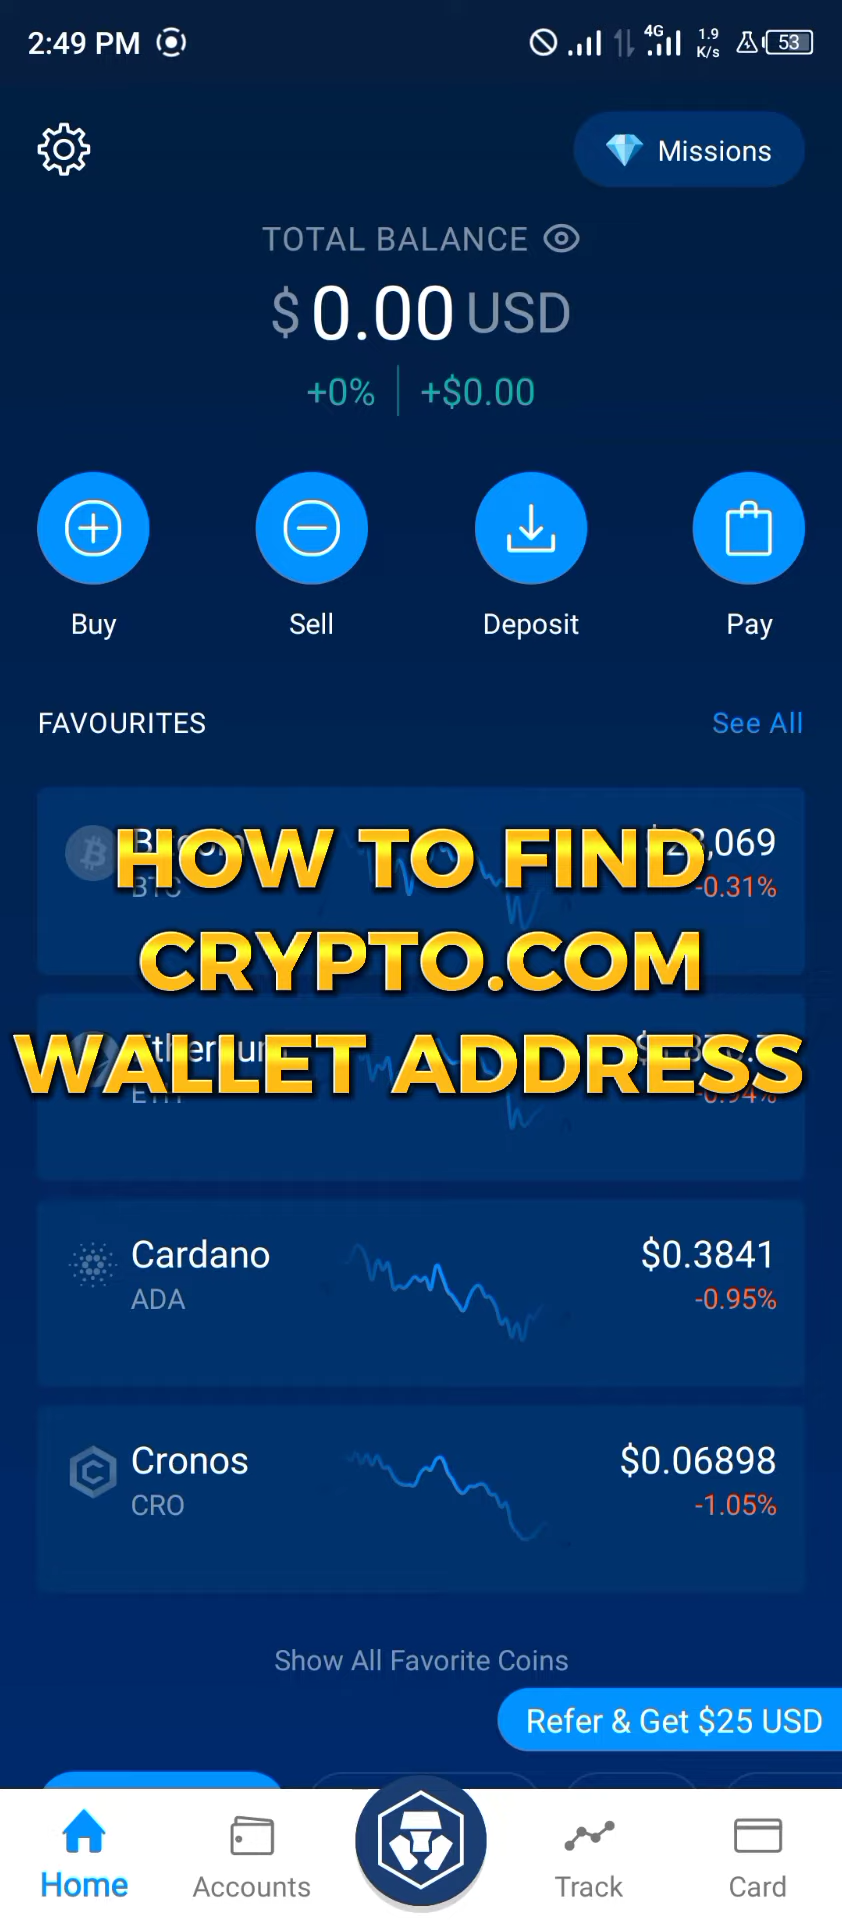 2:49 PM 4G 1.9 K/s 53
Missions
TOTAL BALANCE
$ 0.00 USD
+0% +$0.00
Buy Sell Deposit Pay
FAVOURITES See All
HOW TO FIND
CRYPTO.COM
WALLET ADDRESS
-0.31%
-0.94%
Cardano $0.3841
ADA -0.95%
Cronos $0.06898
CRO -1.05%
Show All Favorite Coins
Refer & Get $25 USD
Home Accounts Track Card